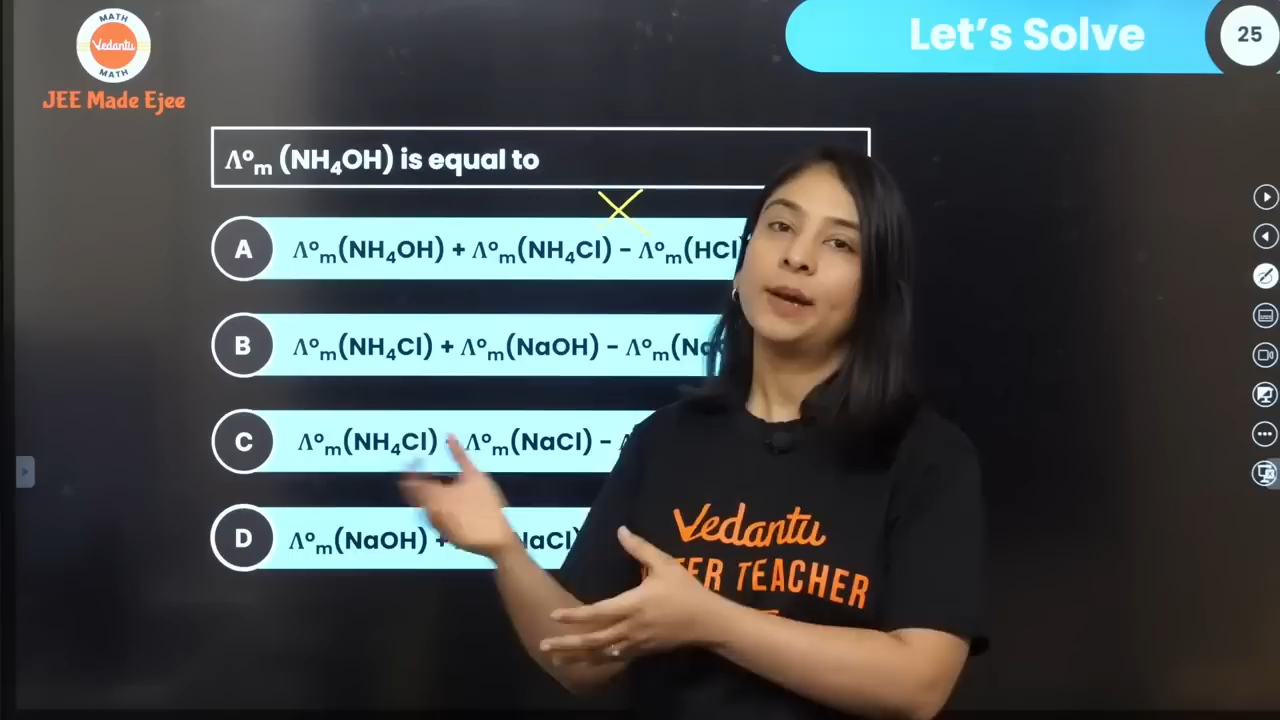 MATH
Vedantu
MATH
JEE Made Ejee
Let's Solve
25
Λ°ₘ (NH₄OH) is equal to
A Λ°ₘ(NH₄OH) + Λ°ₘ(NH₄Cl) − Λ°ₘ(HCl)
B Λ°ₘ(NH₄Cl) + Λ°ₘ(NaOH) − Λ°ₘ(Na
C Λ°ₘ(NH₄Cl) Λ°ₘ(NaCl) −
D Λ°ₘ(NaOH) + NaCl)
Vedantu
TEACHER